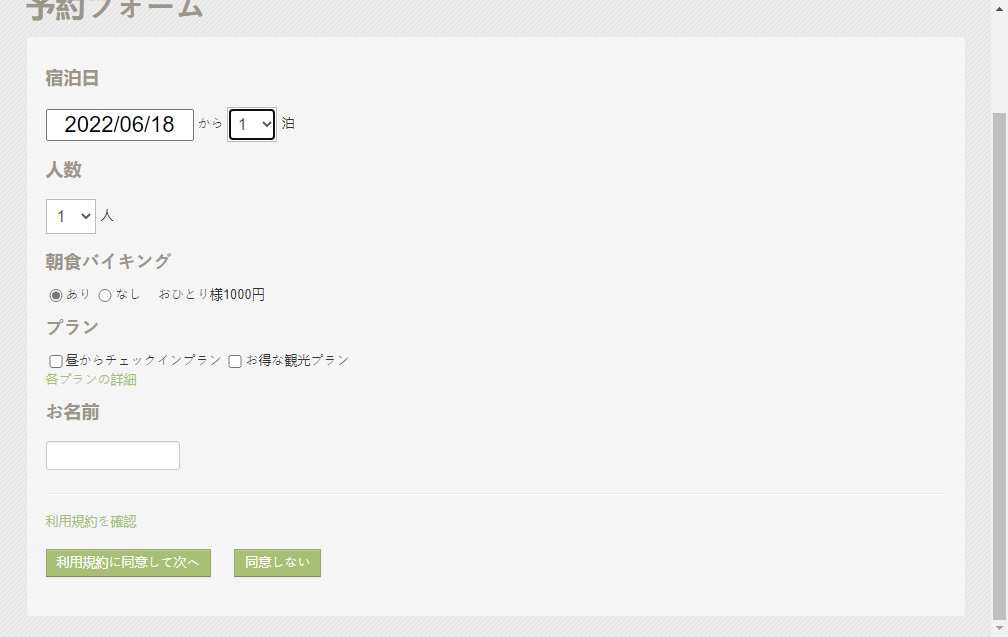 予約フォーム
宿泊日
2022/06/18 から 1 泊
人数
1 人
朝食バイキング
あり なし おひとり様1000円
プラン
昼からチェックインプラン お得な観光プラン
各プランの詳細
お名前
利用規約を確認
利用規約に同意して次へ 同意しない